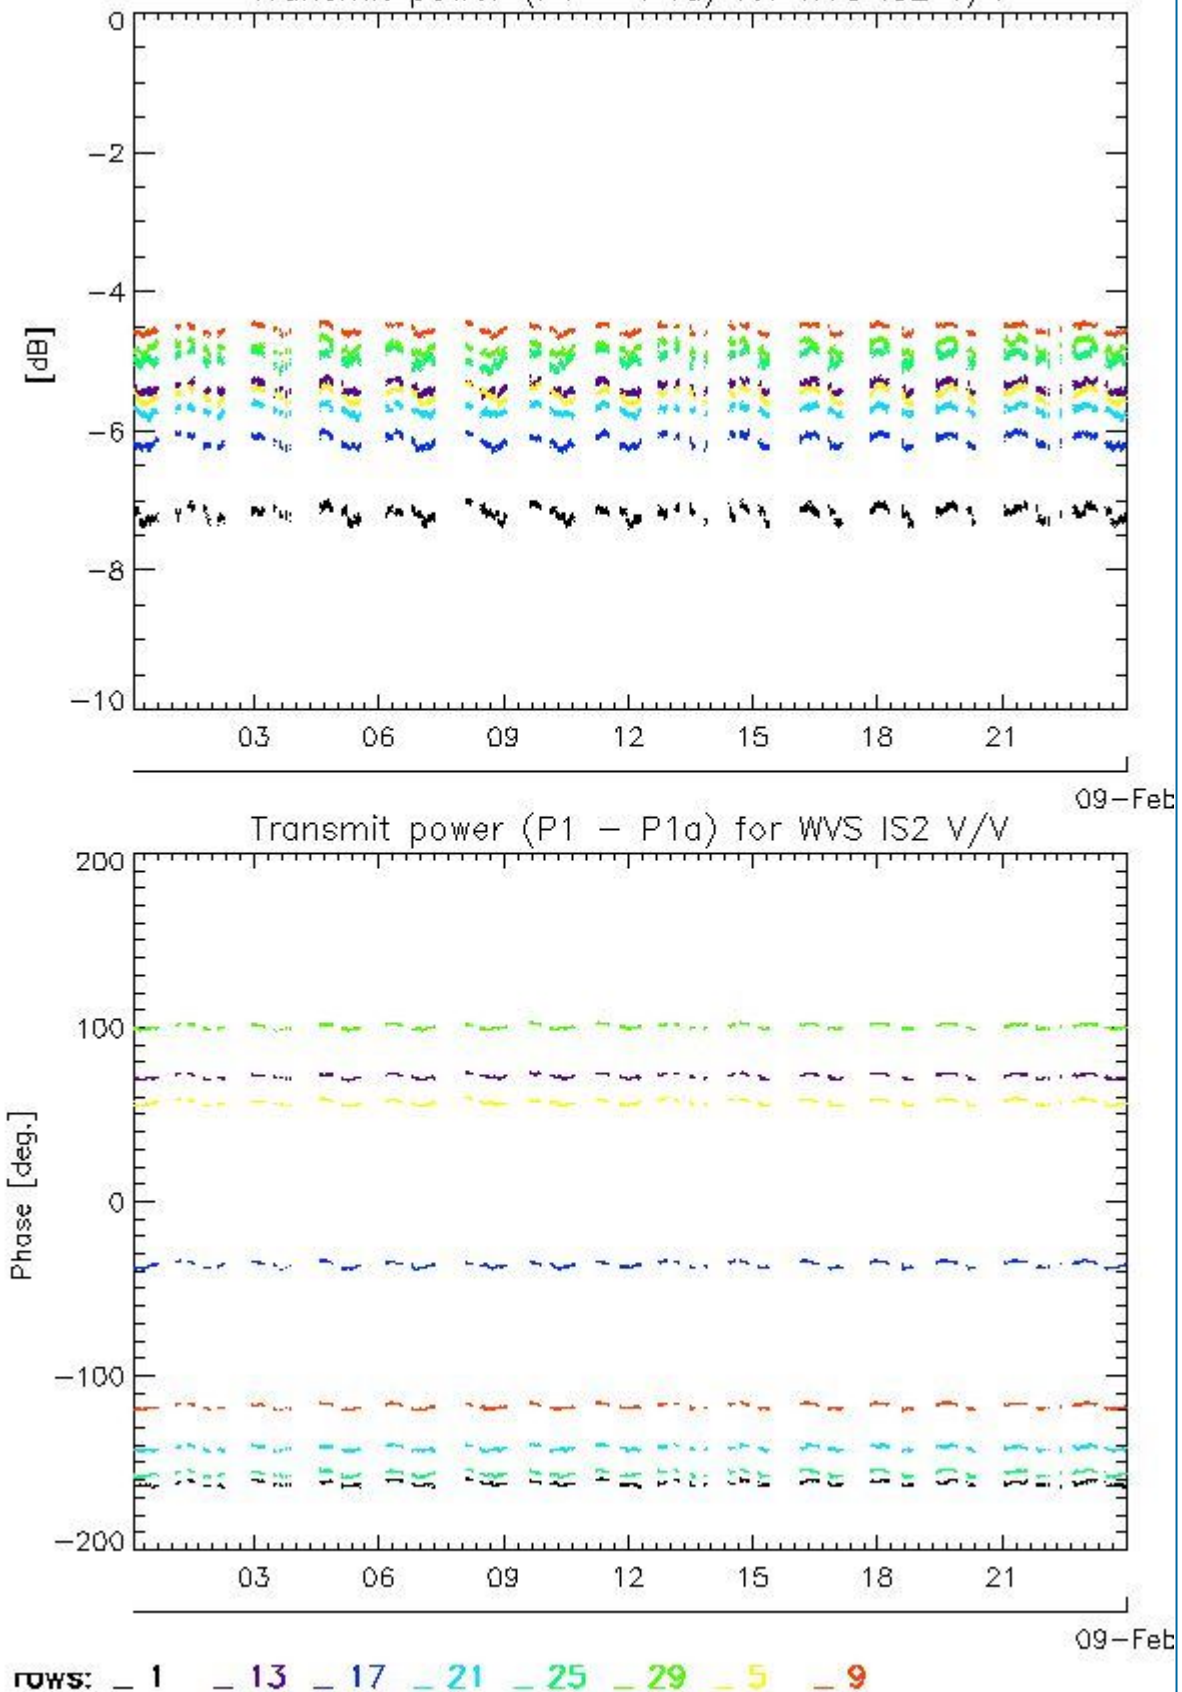 0
−2
−4
[dB]
−6
−8
−10
03 06 09 12 15 18 21
09−Feb
Transmit power (P1 − P1a) for WVS IS2 V/V
200
100
0
Phase [deg.]
−100
−200
03 06 09 12 15 18 21
09−Feb
rows: _ 1 _ 13 _ 17 _ 21 _ 25 _ 29 _ 5 _ 9